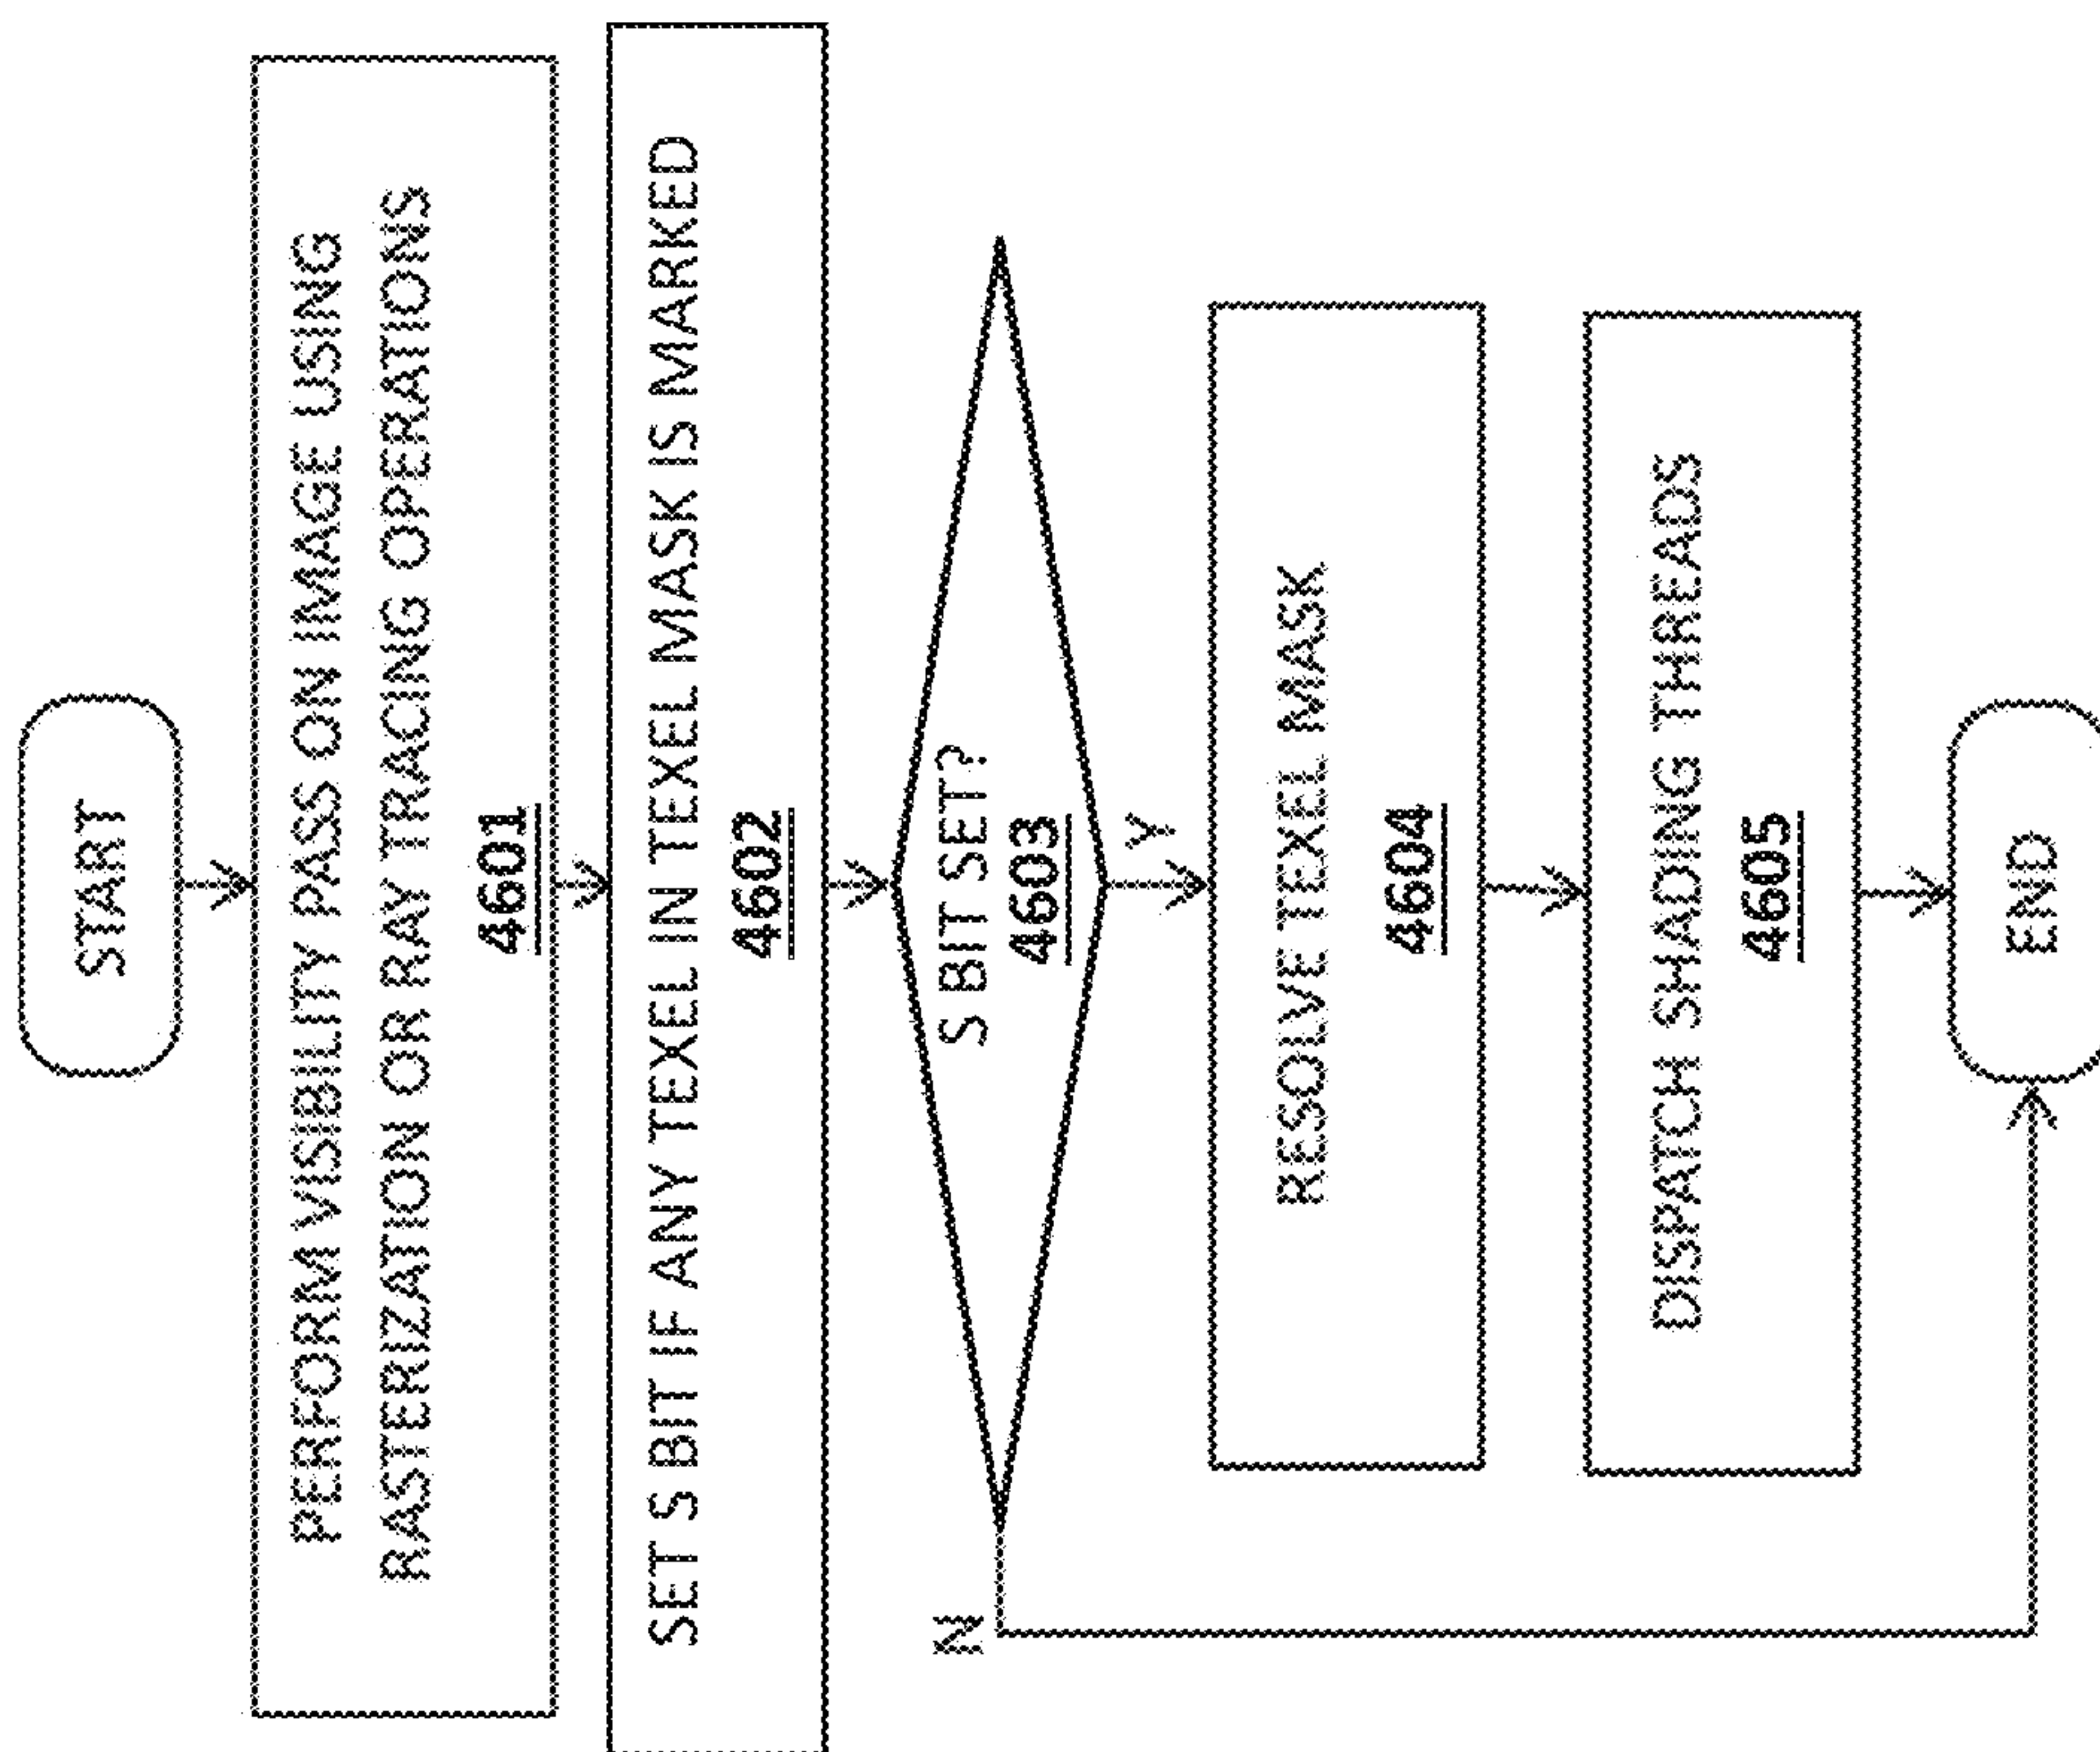 START
PERFORM VISIBILITY PASS ON IMAGE USING
RASTERIZATION OR RAY TRACING OPERATIONS
4601
SET S BIT IF ANY TEXEL IN TEXEL MASK IS MARKED
4602
S BIT SET?
4603
N
Y
RESOLVE TEXEL MASK
4604
DISPATCH SHADING THREADS
4605
END